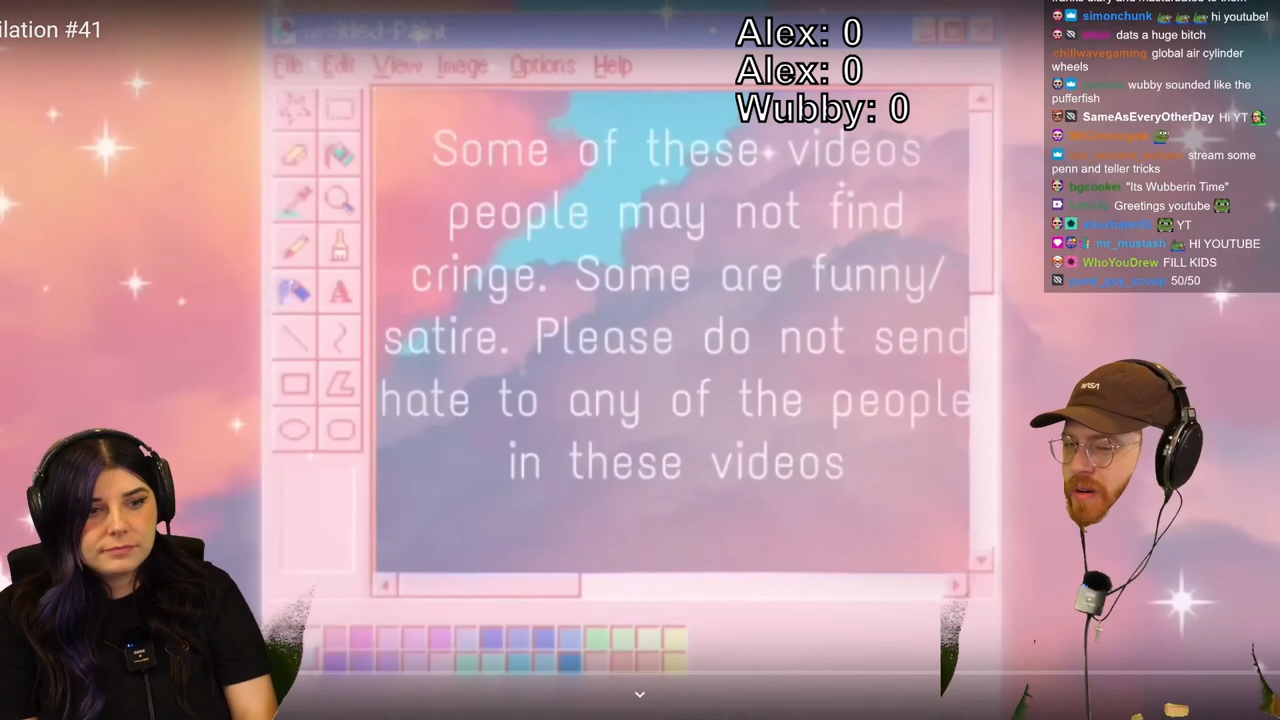 ilation #41
Alex: 0
Alex: 0
Wubby: 0
untitled-Paint
File Edit View Image Options Help
Some of these videos
people may not find
cringe. Some are funny/
satire. Please do not send
hate to any of the people
in these videos
simonchunk hi youtube!
dats a huge bitch
chillwavegaming global air cylinder
wheels
wubby sounded like the
pufferfish
SameAsEveryOtherDay Hi YT
stream some
penn and teller tricks
bgcooker "Its Wubberin Time"
Greetings youtube
YT
mr_mustash HI YOUTUBE
WhoYouDrew FILL KIDS
50/50
NASA